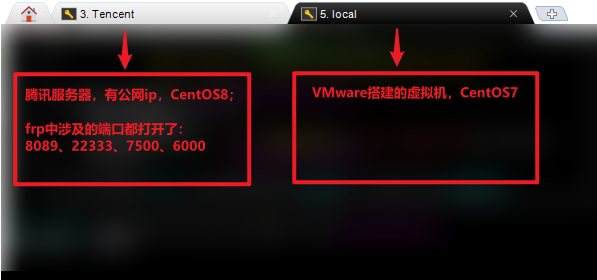 3. Tencent
5. local
腾讯服务器，有公网ip，CentOS8；
frp中涉及的端口都打开了：
8089、22333、7500、6000
VMware搭建的虚拟机，CentOS7